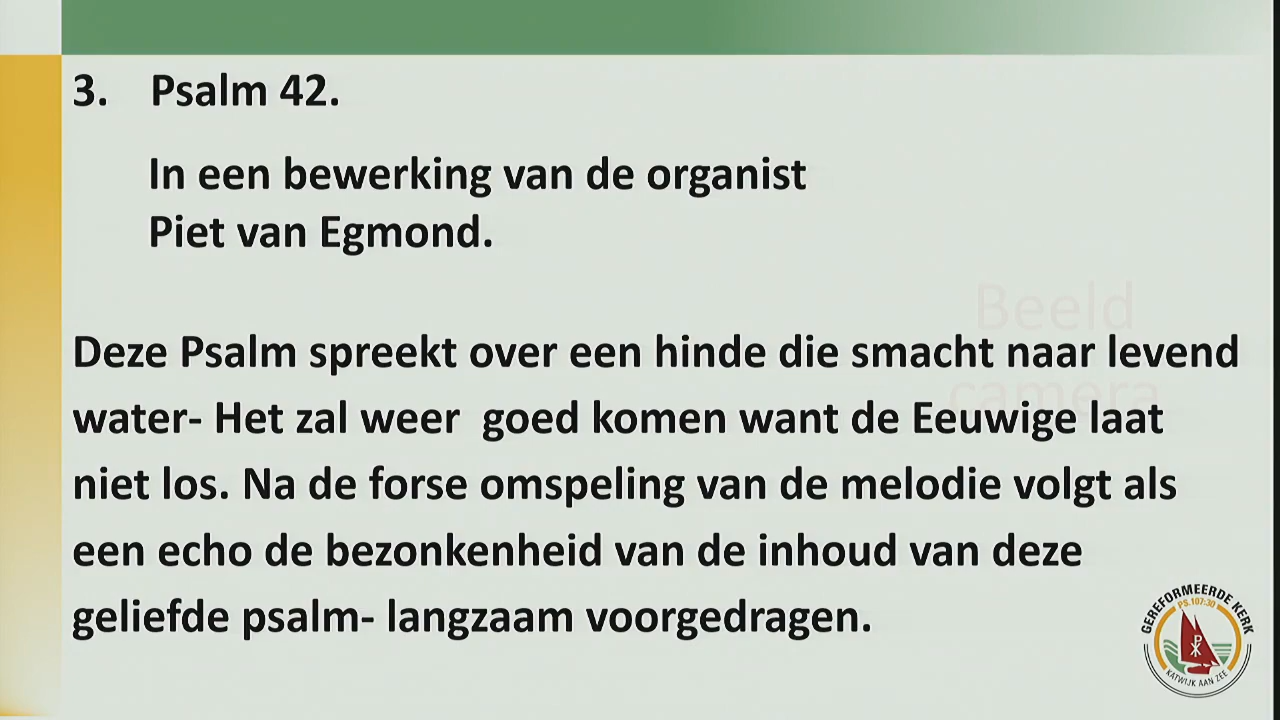 3. Psalm 42.
In een bewerking van de organist
Piet van Egmond.
Beeld
Deze Psalm spreekt over een hinde die smacht naar levend
camera
water- Het zal weer goed komen want de Eeuwige laat
niet los. Na de forse omspeling van de melodie volgt als
een echo de bezonkenheid van de inhoud van deze
geliefde psalm- langzaam voorgedragen.
GEREFORMEERDE KERK
PS.107:30
KATWIJK AAN ZEE